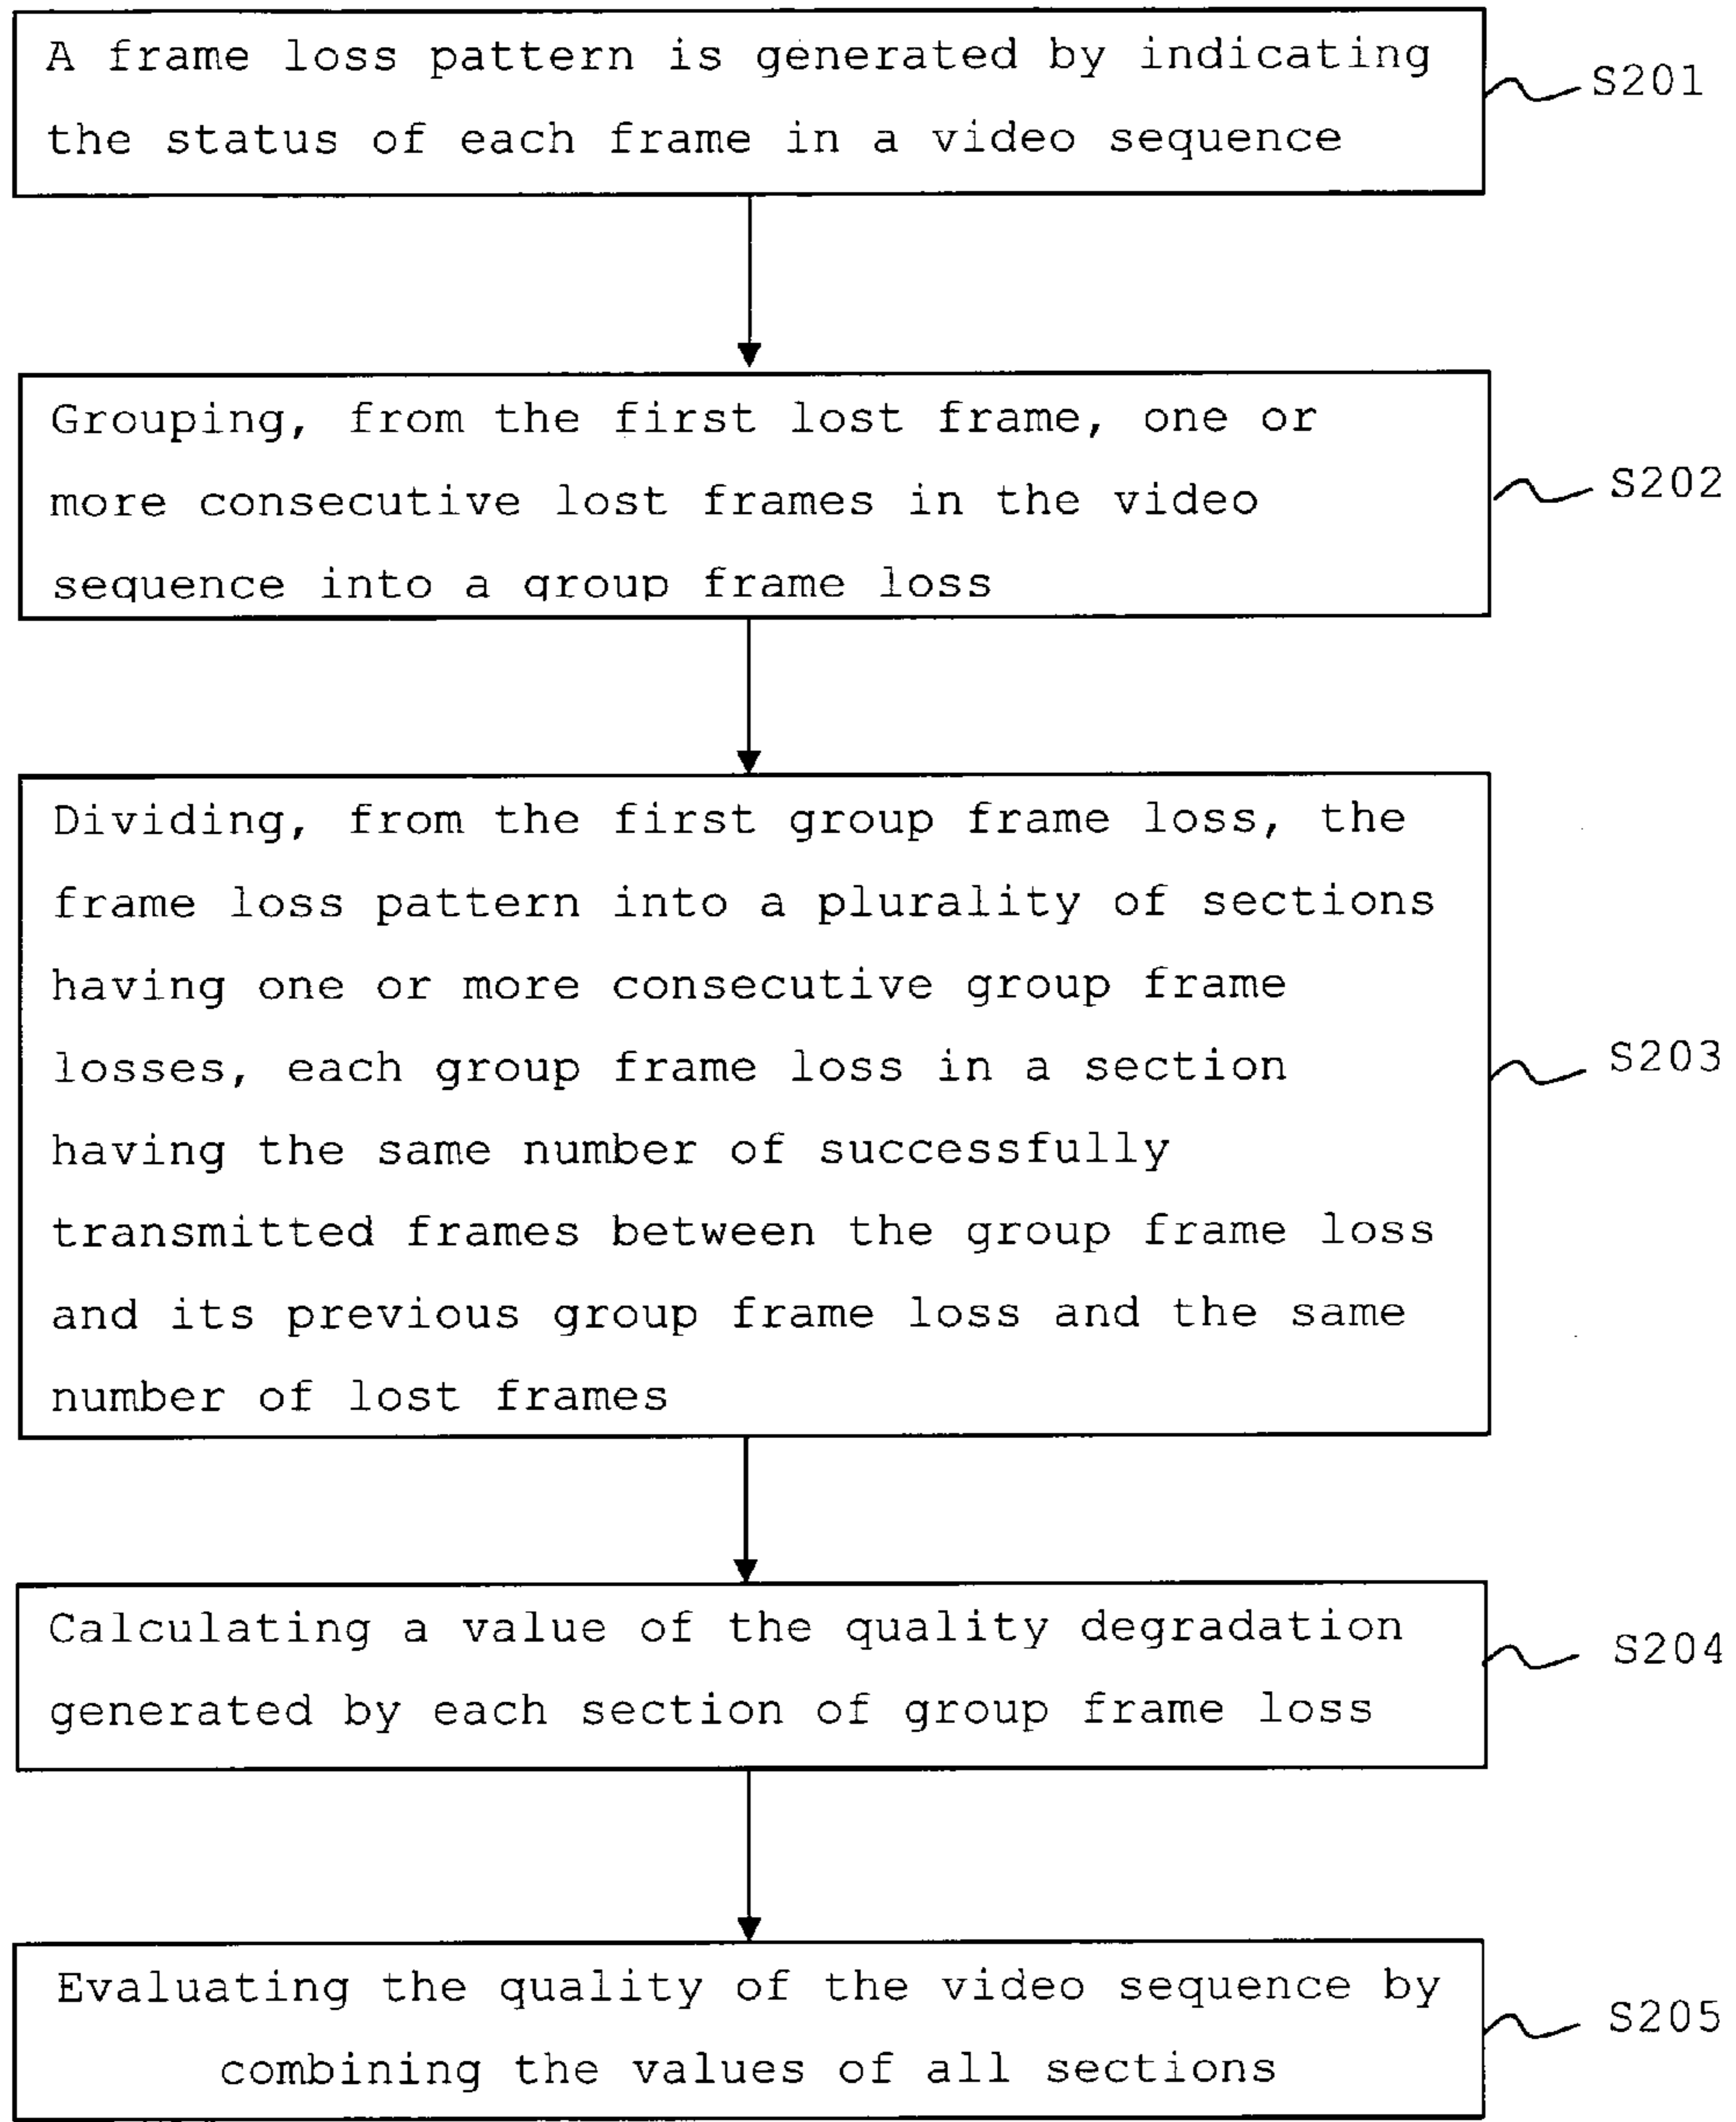 A frame loss pattern is generated by indicating
the status of each frame in a video sequence
S201
Grouping, from the first lost frame, one or
more consecutive lost frames in the video
sequence into a group frame loss
S202
Dividing, from the first group frame loss, the
frame loss pattern into a plurality of sections
having one or more consecutive group frame
losses, each group frame loss in a section
having the same number of successfully
transmitted frames between the group frame loss
and its previous group frame loss and the same
number of lost frames
S203
Calculating a value of the quality degradation
generated by each section of group frame loss
S204
Evaluating the quality of the video sequence by
combining the values of all sections
S205